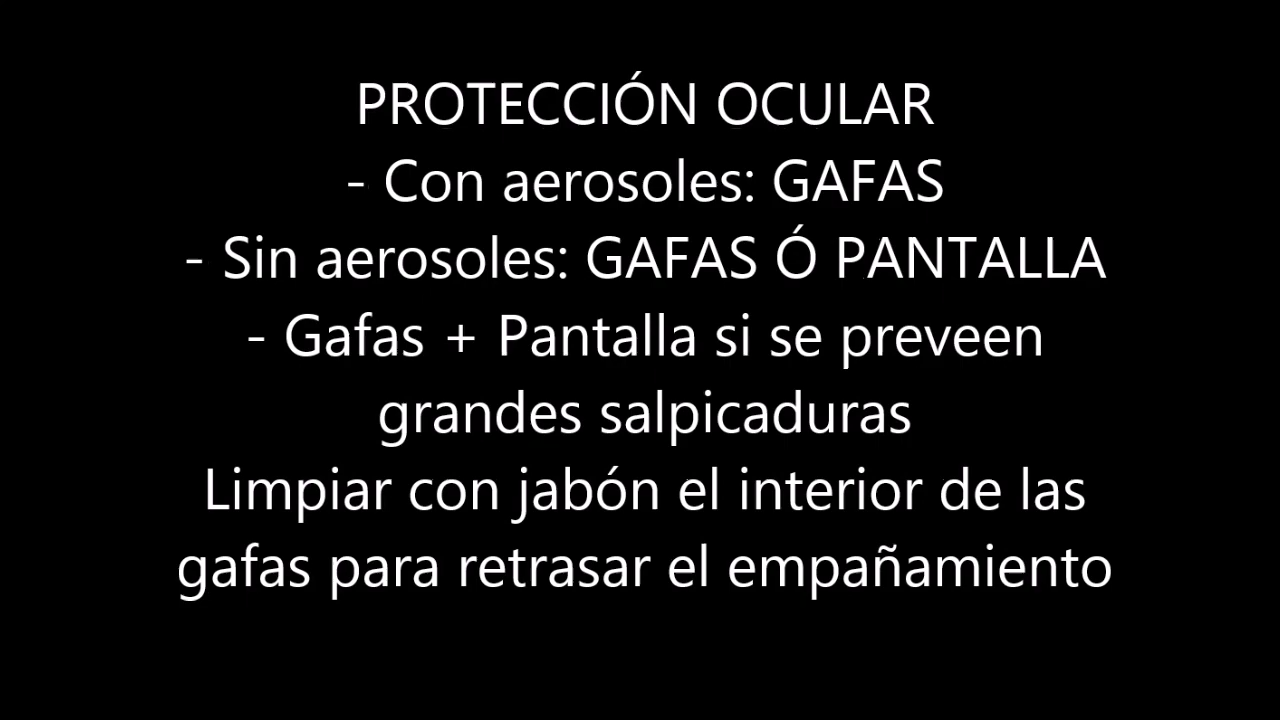 PROTECCIÓN OCULAR
- Con aerosoles: GAFAS
- Sin aerosoles: GAFAS Ó PANTALLA
- Gafas + Pantalla si se preveen
grandes salpicaduras
Limpiar con jabón el interior de las
gafas para retrasar el empañamiento